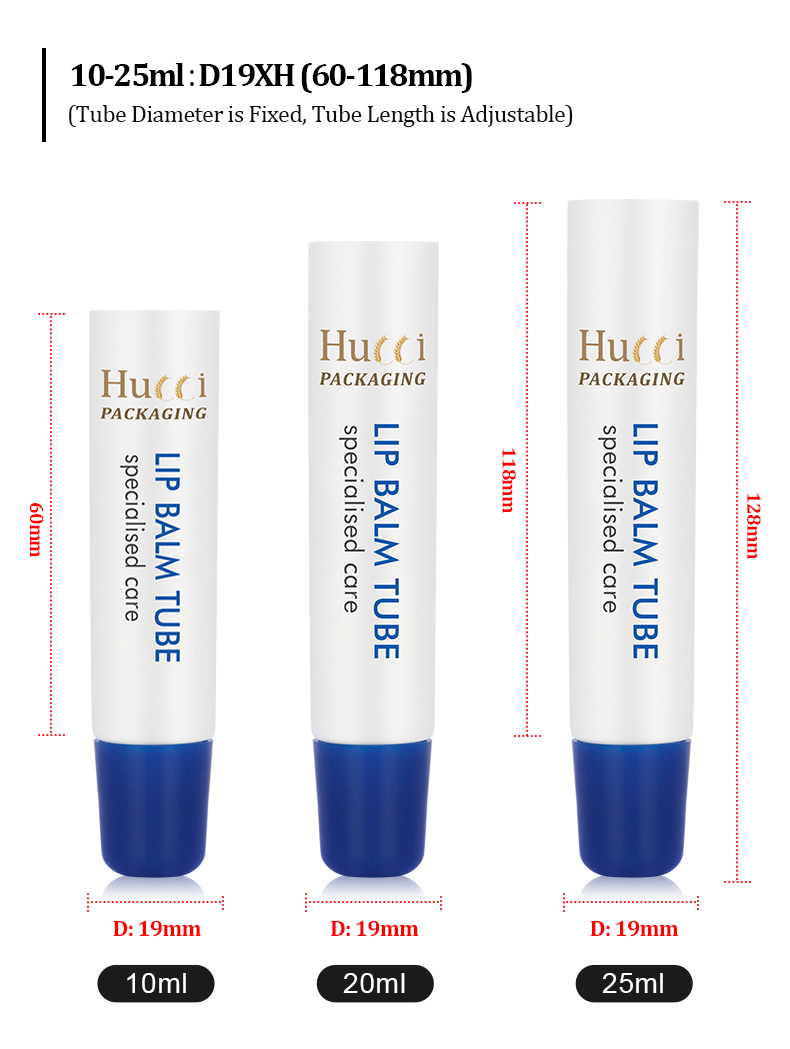 10-25ml : D19XH (60-118mm)
(Tube Diameter is Fixed, Tube Length is Adjustable)
Hucci
PACKAGING
LIP BALM TUBE
specialised care
60mm
Hucci
PACKAGING
LIP BALM TUBE
specialised care
118mm
Hucci
PACKAGING
LIP BALM TUBE
specialised care
128mm
D: 19mm
D: 19mm
D: 19mm
10ml
20ml
25ml